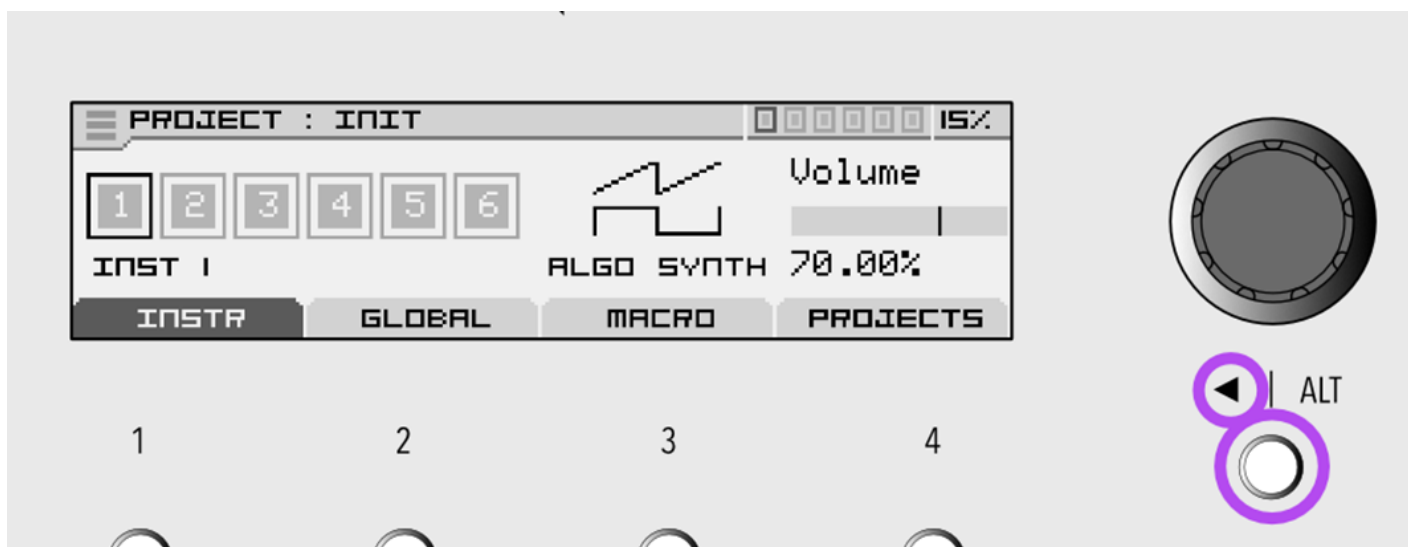 PROJECT : INIT 15%
1 2 3 4 5 6
Volume
INST 1 ALGO SYNTH 70.00%
INSTR GLOBAL MACRO PROJECTS
ALT
1 2 3 4